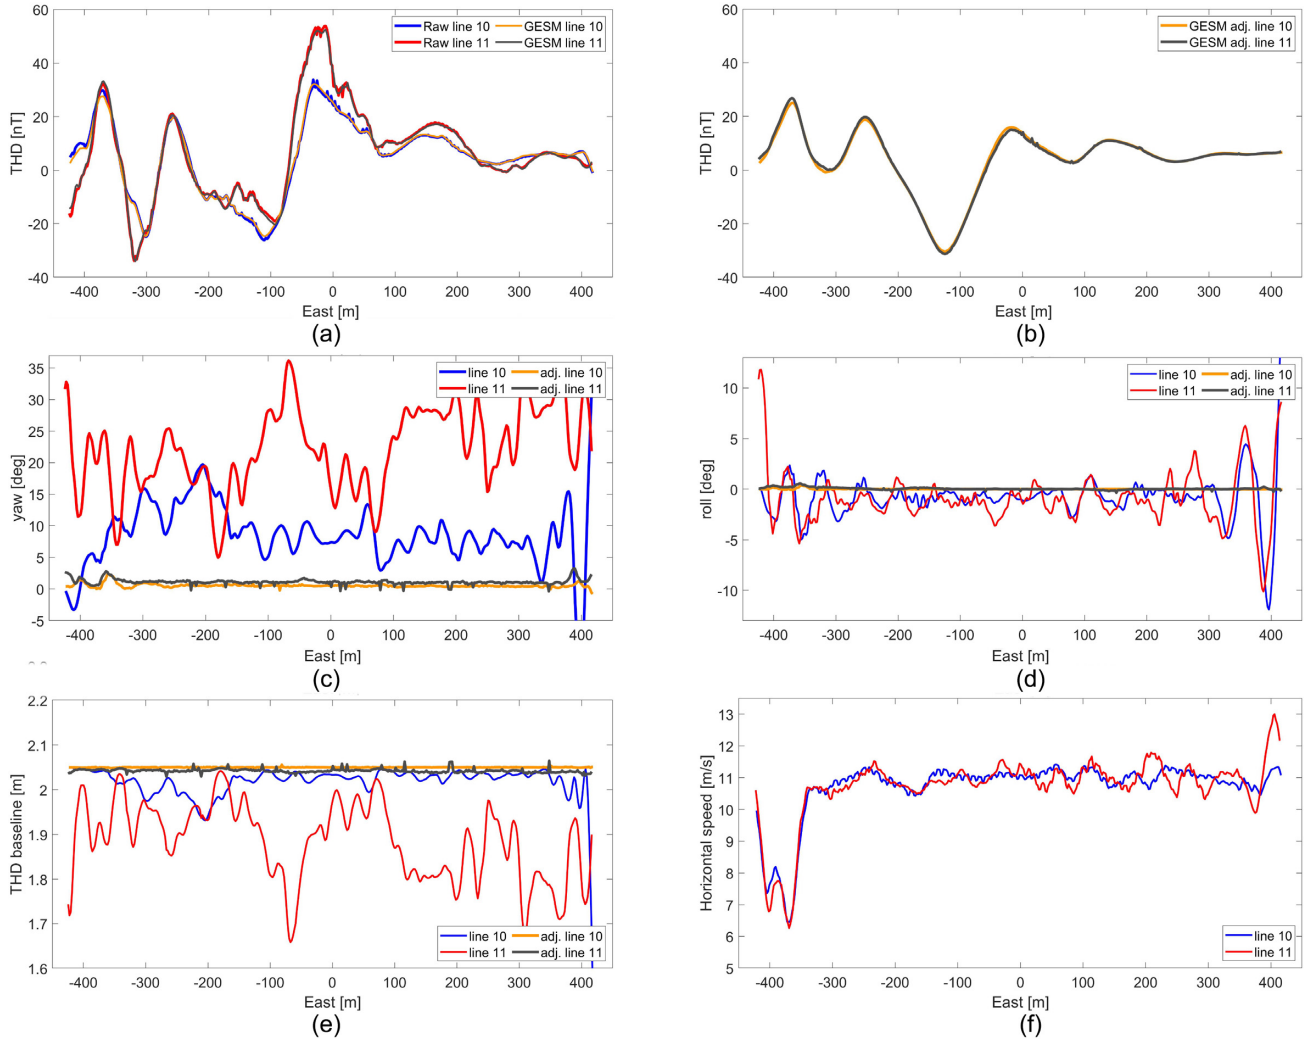 60
40
20
0
-20
-40
THD [nT]
Raw line 10
GESM line 10
Raw line 11
GESM line 11
-400 -300 -200 -100 0 100 200 300 400
East [m]
(a)
60
40
20
0
-20
-40
THD [nT]
GESM adj. line 10
GESM adj. line 11
-400 -300 -200 -100 0 100 200 300 400
East [m]
(b)
35
30
25
20
15
10
5
0
-5
yaw [deg]
line 10
adj. line 10
line 11
adj. line 11
-400 -300 -200 -100 0 100 200 300 400
East [m]
(c)
10
5
0
-5
-10
roll [deg]
line 10
adj. line 10
line 11
adj. line 11
-400 -300 -200 -100 0 100 200 300 400
East [m]
(d)
2.2
2.1
2
1.9
1.8
1.7
1.6
THD baseline [m]
line 10
adj. line 10
line 11
adj. line 11
-400 -300 -200 -100 0 100 200 300 400
East [m]
(e)
13
12
11
10
9
8
7
6
5
Horizontal speed [m/s]
line 10
line 11
-400 -300 -200 -100 0 100 200 300 400
East [m]
(f)